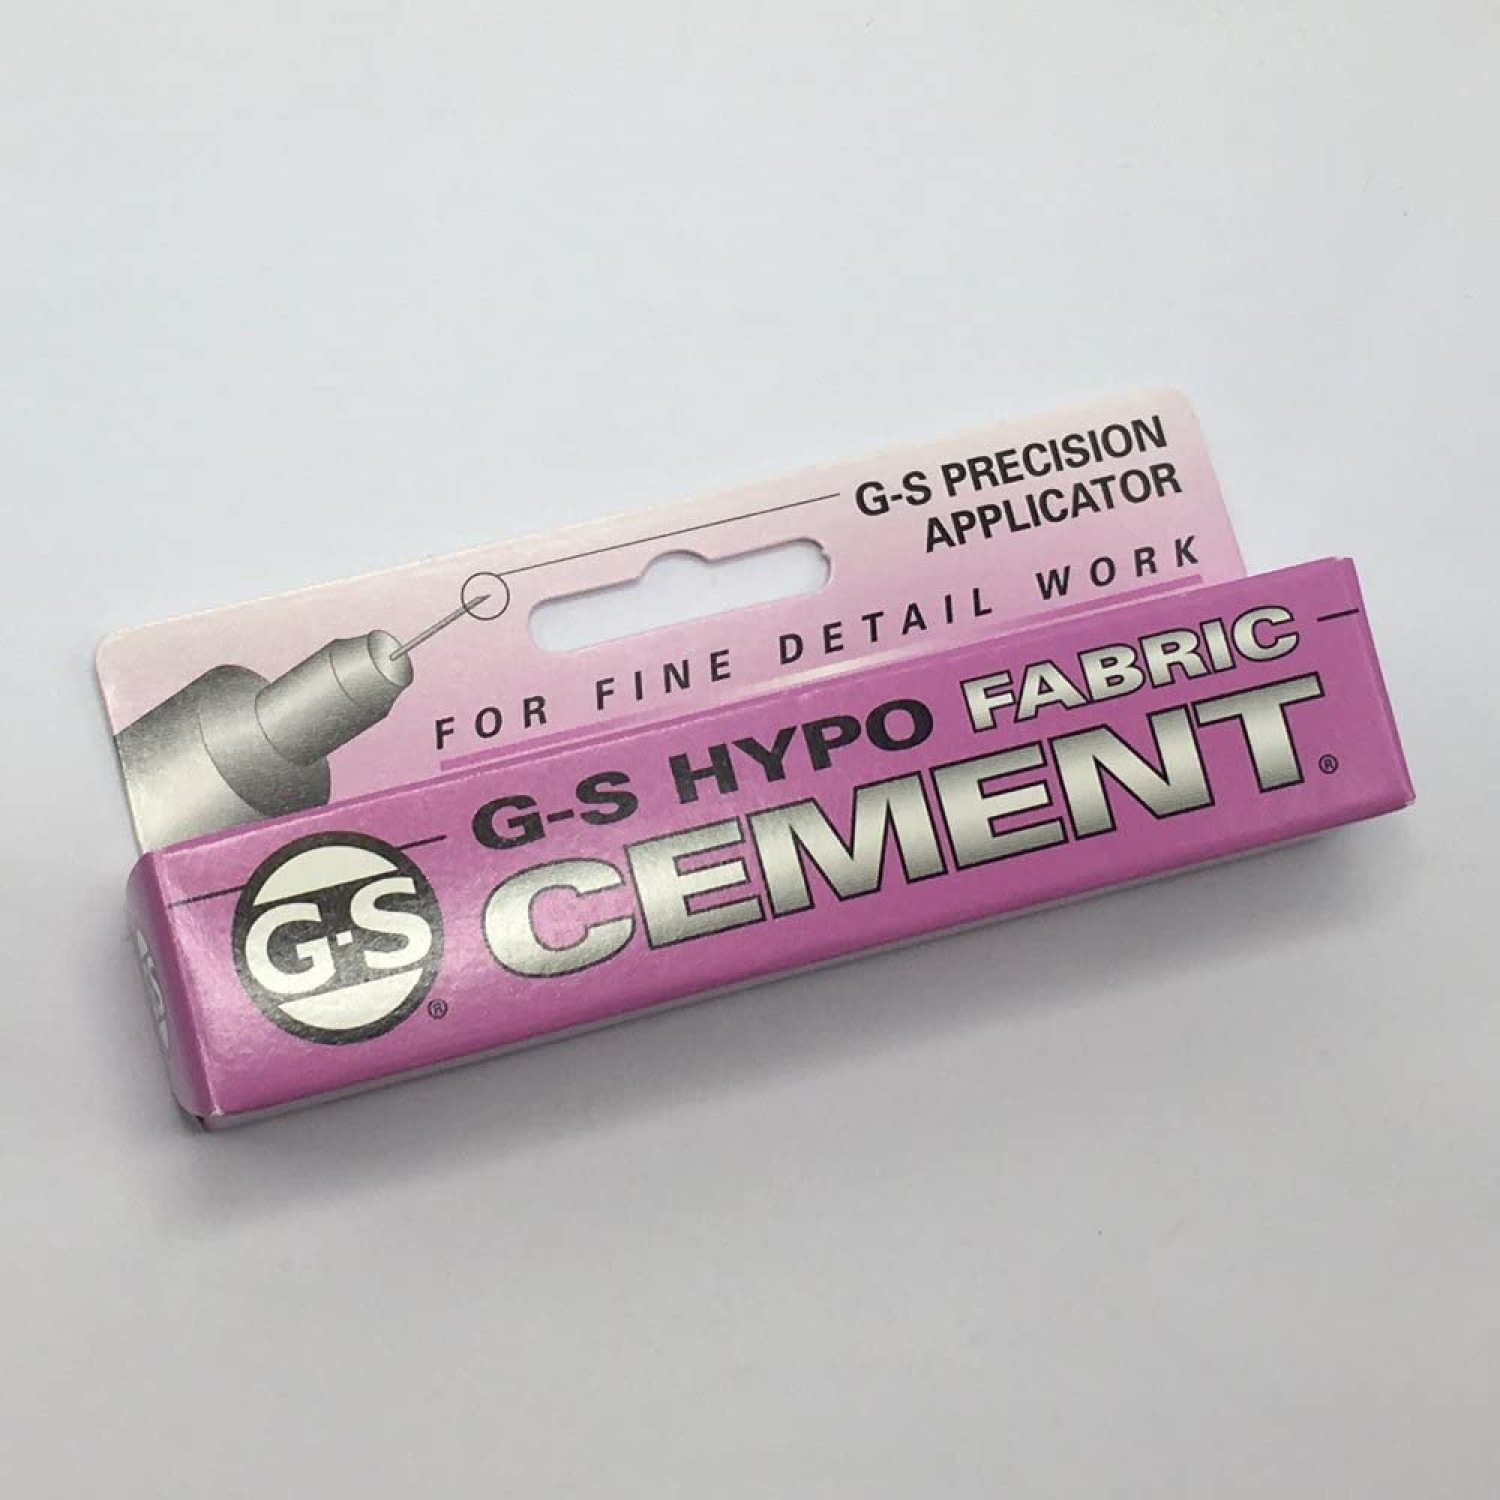 G-S PRECISION
APPLICATOR
FOR FINE DETAIL WORK
G-S HYPO FABRIC
CEMENT®
G-S®